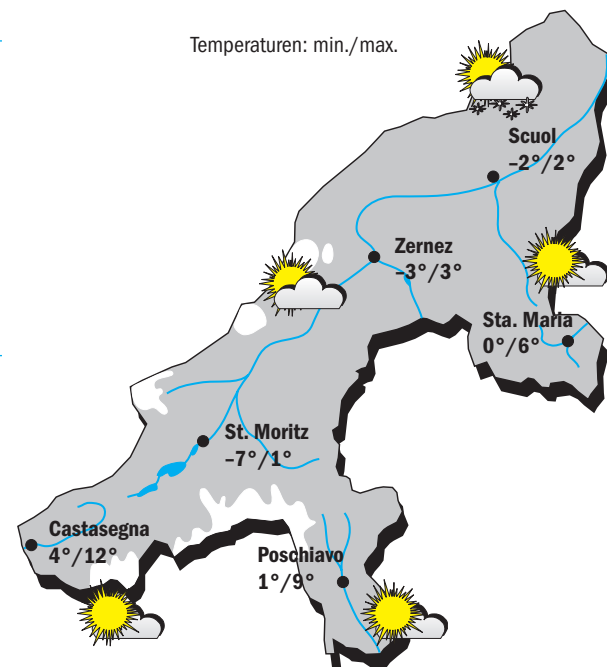 Temperaturen: min./max.
Scuol
–2°/2°
Zernez
–3°/3°
Sta. Maria
0°/6°
St. Moritz
–7°/1°
Castasegna
4°/12°
Poschiavo
1°/9°